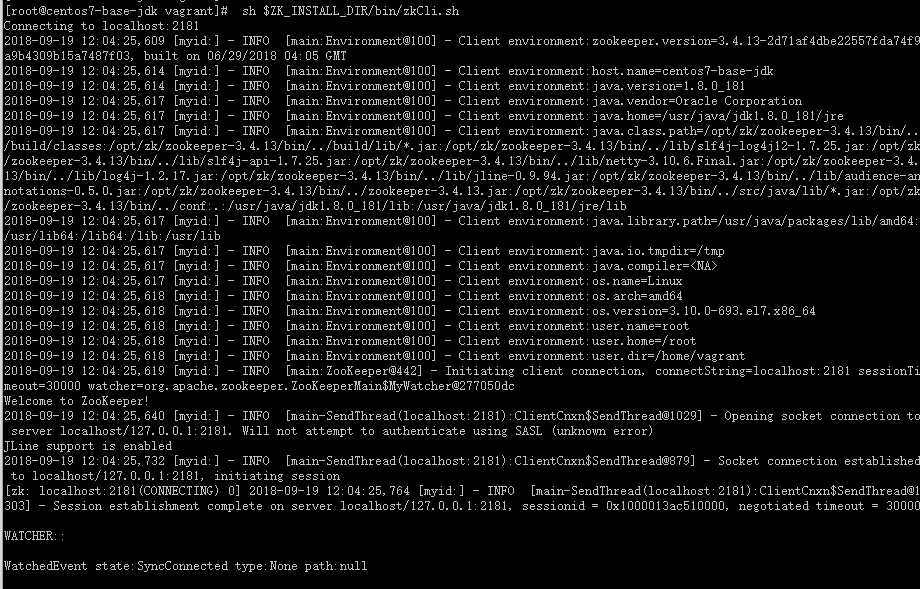 [root@centos7-base-jdk vagrant]#  sh $ZK_INSTALL_DIR/bin/zkCli.sh
Connecting to localhost:2181
2018-09-19 12:04:25,609 [myid:] - INFO  [main:Environment@100] - Client environment:zookeeper.version=3.4.13-2d71af4dbe22557fda74f9
a9b4309b15a7487f03, built on 06/29/2018 04:05 GMT
2018-09-19 12:04:25,614 [myid:] - INFO  [main:Environment@100] - Client environment:host.name=centos7-base-jdk
2018-09-19 12:04:25,614 [myid:] - INFO  [main:Environment@100] - Client environment:java.version=1.8.0_181
2018-09-19 12:04:25,617 [myid:] - INFO  [main:Environment@100] - Client environment:java.vendor=Oracle Corporation
2018-09-19 12:04:25,617 [myid:] - INFO  [main:Environment@100] - Client environment:java.home=/usr/java/jdk1.8.0_181/jre
2018-09-19 12:04:25,617 [myid:] - INFO  [main:Environment@100] - Client environment:java.class.path=/opt/zk/zookeeper-3.4.13/bin/..
/build/classes:/opt/zk/zookeeper-3.4.13/bin/../build/lib/*.jar:/opt/zk/zookeeper-3.4.13/bin/../lib/slf4j-log4j12-1.7.25.jar:/opt/zk
/zookeeper-3.4.13/bin/../lib/slf4j-api-1.7.25.jar:/opt/zk/zookeeper-3.4.13/bin/../lib/netty-3.10.6.Final.jar:/opt/zk/zookeeper-3.4.
13/bin/../lib/log4j-1.2.17.jar:/opt/zk/zookeeper-3.4.13/bin/../lib/jline-0.9.94.jar:/opt/zk/zookeeper-3.4.13/bin/../lib/audience-an
notations-0.5.0.jar:/opt/zk/zookeeper-3.4.13/bin/../zookeeper-3.4.13.jar:/opt/zk/zookeeper-3.4.13/bin/../src/java/lib/*.jar:/opt/zk
/zookeeper-3.4.13/bin/../conf:.:/usr/java/jdk1.8.0_181/lib:/usr/java/jdk1.8.0_181/jre/lib
2018-09-19 12:04:25,617 [myid:] - INFO  [main:Environment@100] - Client environment:java.library.path=/usr/java/packages/lib/amd64:
/usr/lib64:/lib64:/lib:/usr/lib
2018-09-19 12:04:25,617 [myid:] - INFO  [main:Environment@100] - Client environment:java.io.tmpdir=/tmp
2018-09-19 12:04:25,617 [myid:] - INFO  [main:Environment@100] - Client environment:java.compiler=<NA>
2018-09-19 12:04:25,617 [myid:] - INFO  [main:Environment@100] - Client environment:os.name=Linux
2018-09-19 12:04:25,618 [myid:] - INFO  [main:Environment@100] - Client environment:os.arch=amd64
2018-09-19 12:04:25,618 [myid:] - INFO  [main:Environment@100] - Client environment:os.version=3.10.0-693.el7.x86_64
2018-09-19 12:04:25,618 [myid:] - INFO  [main:Environment@100] - Client environment:user.name=root
2018-09-19 12:04:25,618 [myid:] - INFO  [main:Environment@100] - Client environment:user.home=/root
2018-09-19 12:04:25,618 [myid:] - INFO  [main:Environment@100] - Client environment:user.dir=/home/vagrant
2018-09-19 12:04:25,619 [myid:] - INFO  [main:ZooKeeper@442] - Initiating client connection, connectString=localhost:2181 sessionTi
meout=30000 watcher=org.apache.zookeeper.ZooKeeperMain$MyWatcher@277050dc
Welcome to ZooKeeper!
2018-09-19 12:04:25,640 [myid:] - INFO  [main-SendThread(localhost:2181):ClientCnxn$SendThread@1029] - Opening socket connection to
 server localhost/127.0.0.1:2181. Will not attempt to authenticate using SASL (unknown error)
JLine support is enabled
2018-09-19 12:04:25,732 [myid:] - INFO  [main-SendThread(localhost:2181):ClientCnxn$SendThread@879] - Socket connection established
 to localhost/127.0.0.1:2181, initiating session
[zk: localhost:2181(CONNECTING) 0] 2018-09-19 12:04:25,764 [myid:] - INFO  [main-SendThread(localhost:2181):ClientCnxn$SendThread@1
303] - Session establishment complete on server localhost/127.0.0.1:2181, sessionid = 0x1000013ac510000, negotiated timeout = 30000
WATCHER::
WatchedEvent state:SyncConnected type:None path:null